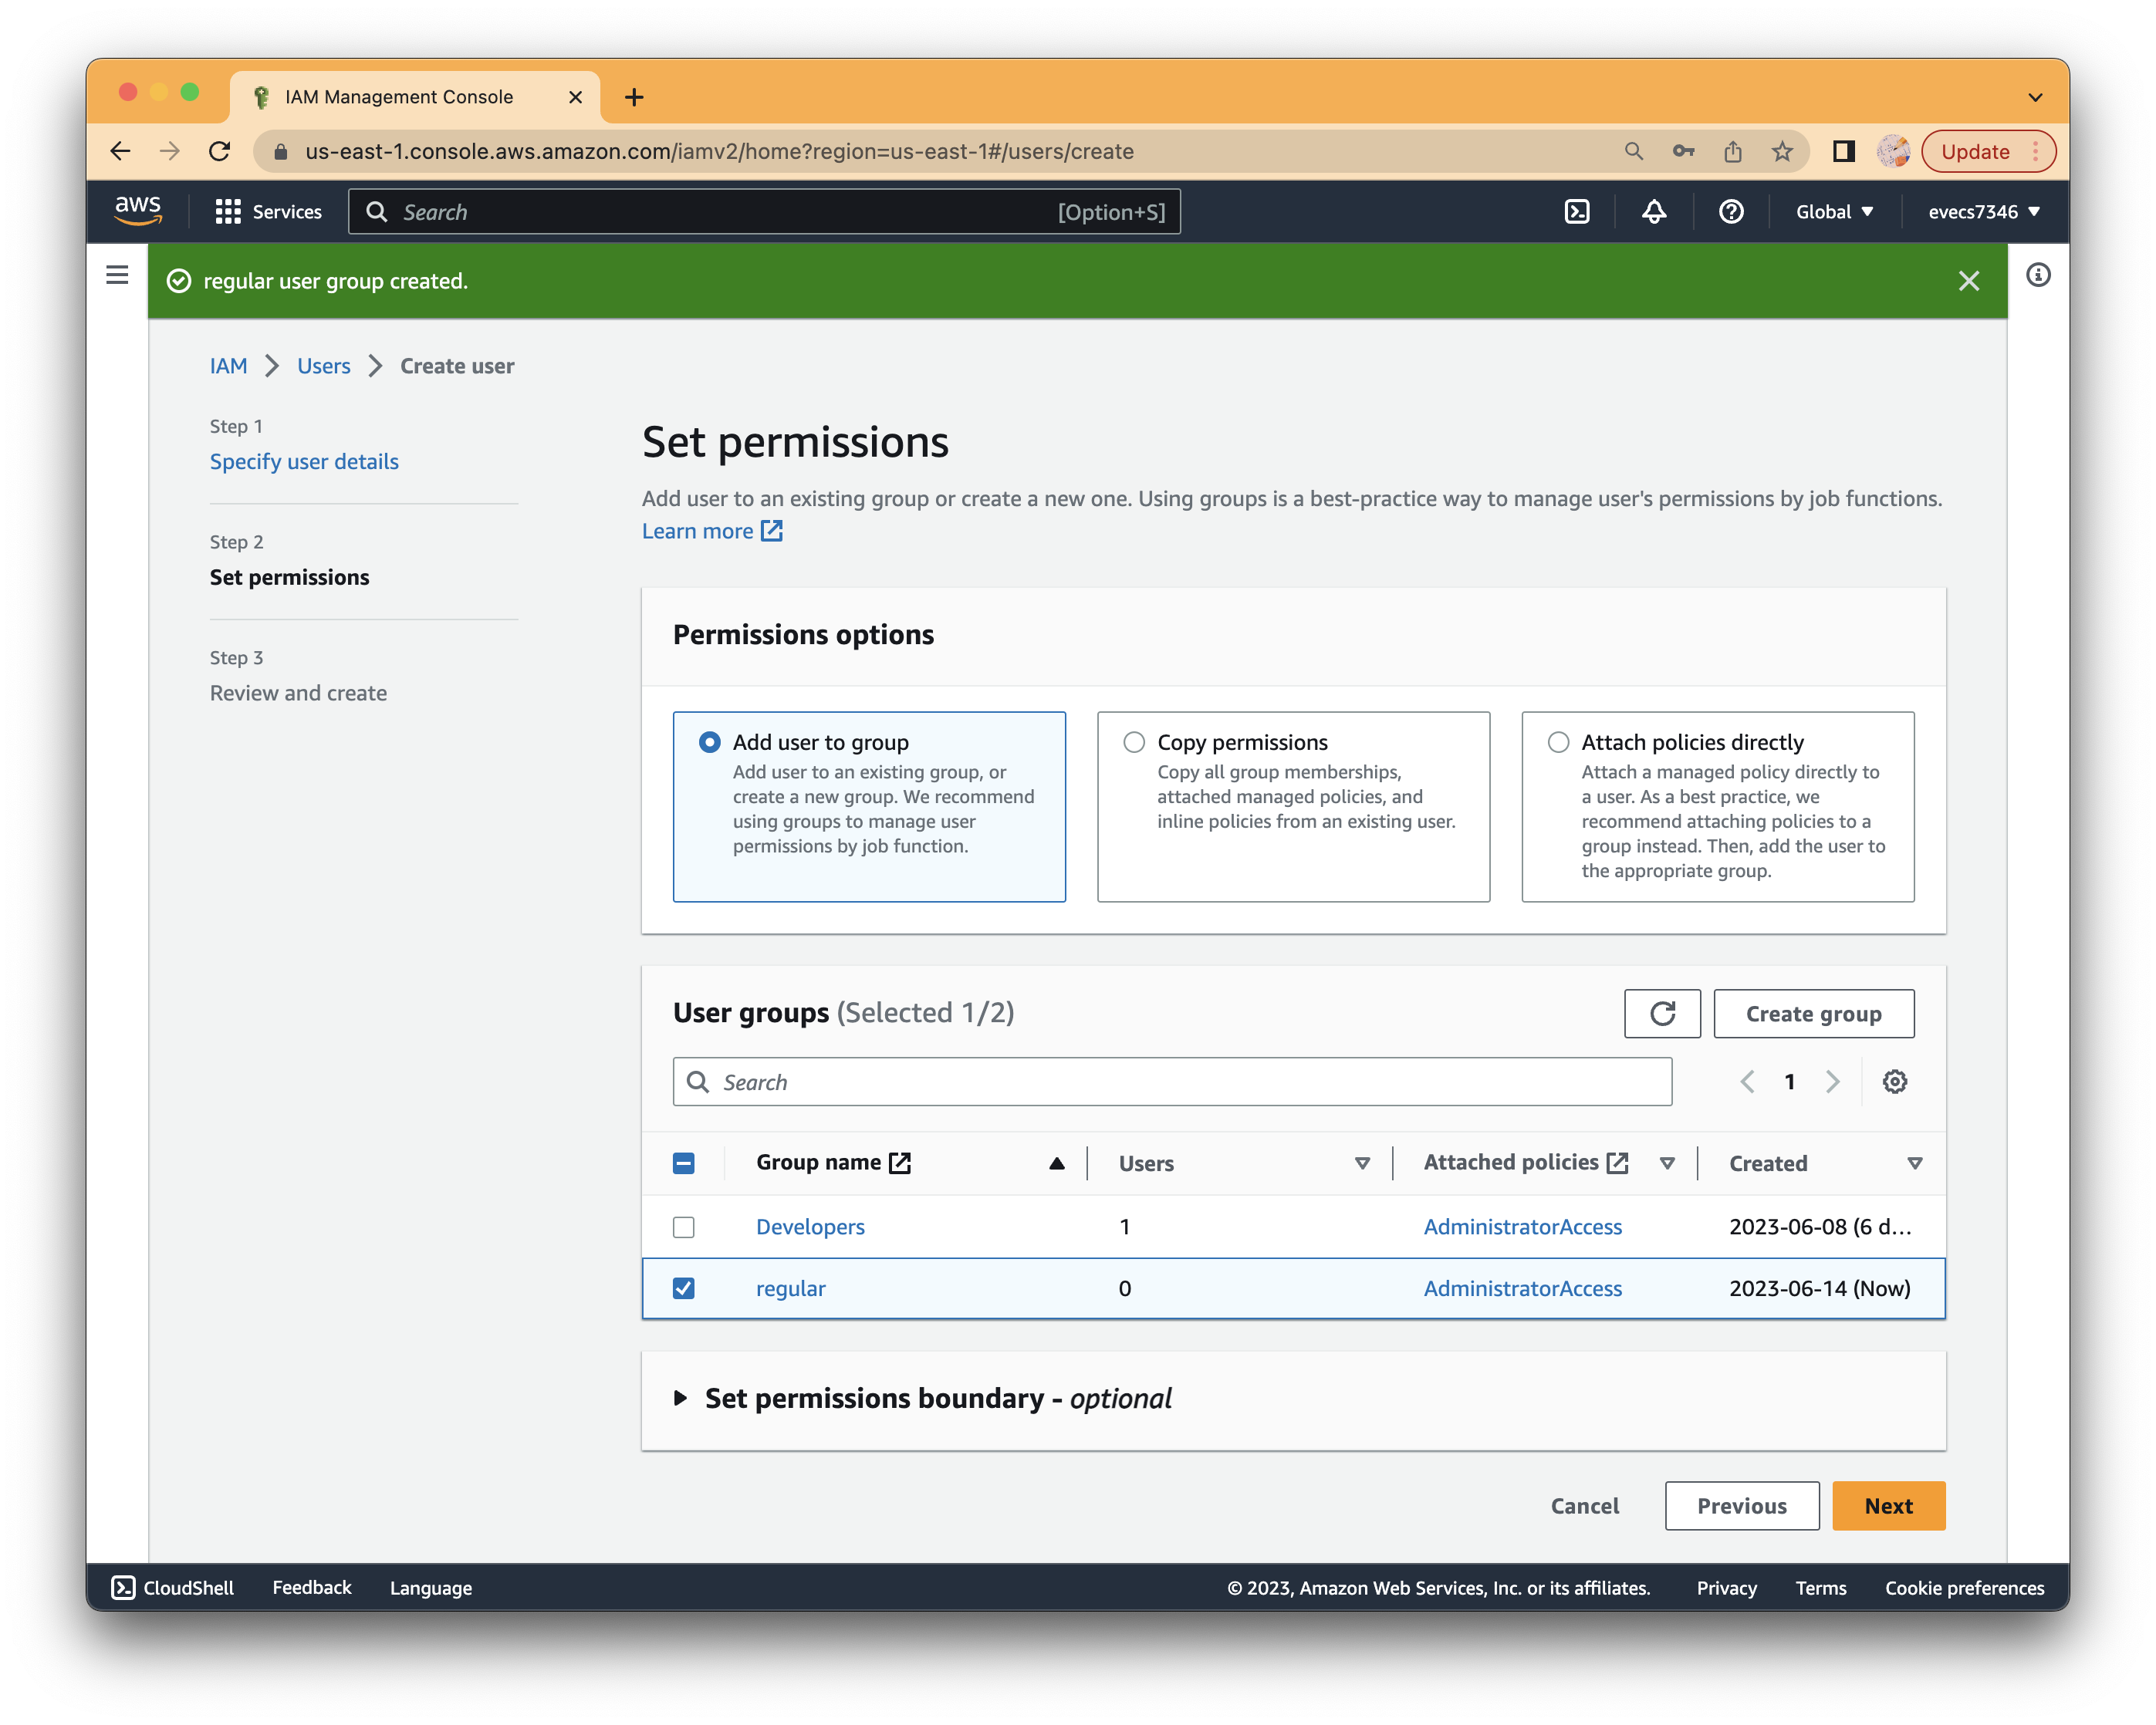 IAM Management Console
us-east-1.console.aws.amazon.com/iamv2/home?region=us-east-1#/users/create
Update
aws
Services
Search
[Option+S]
Global
evecs7346
regular user group created.
IAM
Users
Create user
Step 1
Specify user details
Step 2
Set permissions
Step 3
Review and create
Set permissions
Add user to an existing group or create a new one. Using groups is a best-practice way to manage user's permissions by job functions.
Learn more
Permissions options
Add user to group
Add user to an existing group, or
create a new group. We recommend
using groups to manage user
permissions by job function.
Copy permissions
Copy all group memberships,
attached managed policies, and
inline policies from an existing user.
Attach policies directly
Attach a managed policy directly to
a user. As a best practice, we
recommend attaching policies to a
group instead. Then, add the user to
the appropriate group.
User groups (Selected 1/2)
Create group
Search
1
Group name Users Attached policies Created
Developers 1 AdministratorAccess 2023-06-08 (6 d...
regular 0 AdministratorAccess 2023-06-14 (Now)
Set permissions boundary - optional
Cancel Previous Next
CloudShell Feedback Language © 2023, Amazon Web Services, Inc. or its affiliates. Privacy Terms Cookie preferences